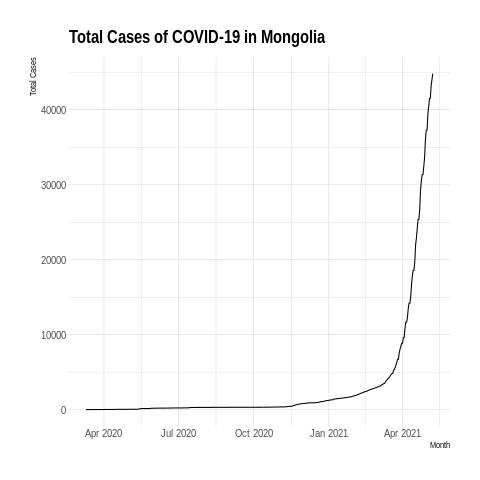 Total Cases of COVID-19 in Mongolia
Total Cases
40000
30000
20000
10000
0
Apr 2020 Jul 2020 Oct 2020 Jan 2021 Apr 2021
Month